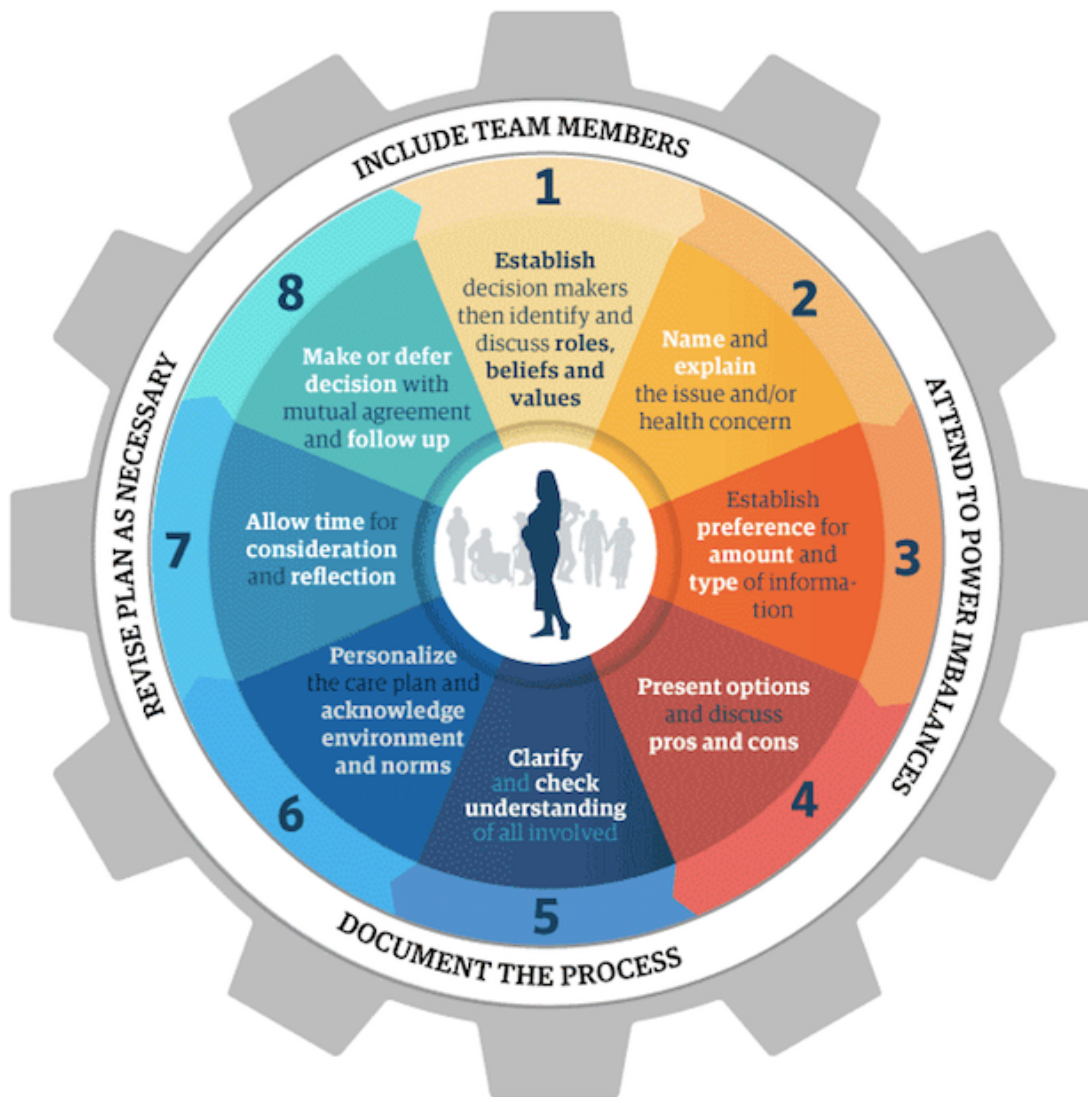 INCLUDE TEAM MEMBERS
ATTEND TO POWER IMBALANCES
DOCUMENT THE PROCESS
REVISE PLAN AS NECESSARY
1
Establish
decision makers
then identify and
discuss roles,
beliefs and
values
2
Name and
explain
the issue and/or
health concern
3
Establish
preference for
amount and
type of informa-
tion
4
Present options
and discuss
pros and cons
5
Clarify
and check
understanding
of all involved
6
Personalize
the care plan and
acknowledge
environment
and norms
7
Allow time for
consideration
and reflection
8
Make or defer
decision with
mutual agreement
and follow up